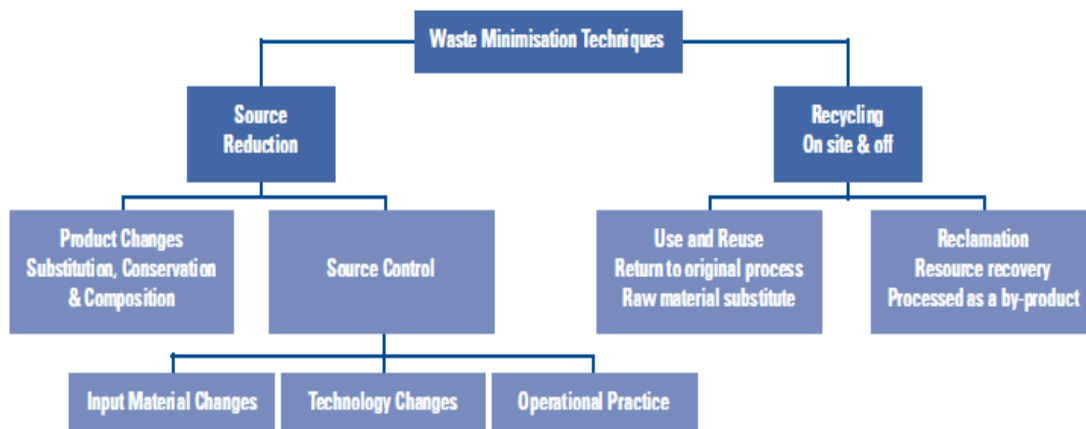 Waste Minimisation Techniques
Source
Reduction
Recycling
On site & off
Product Changes
Substitution, Conservation
& Composition
Source Control
Use and Reuse
Return to original process
Raw material substitute
Reclamation
Resource recovery
Processed as a by-product
Input Material Changes
Technology Changes
Operational Practice